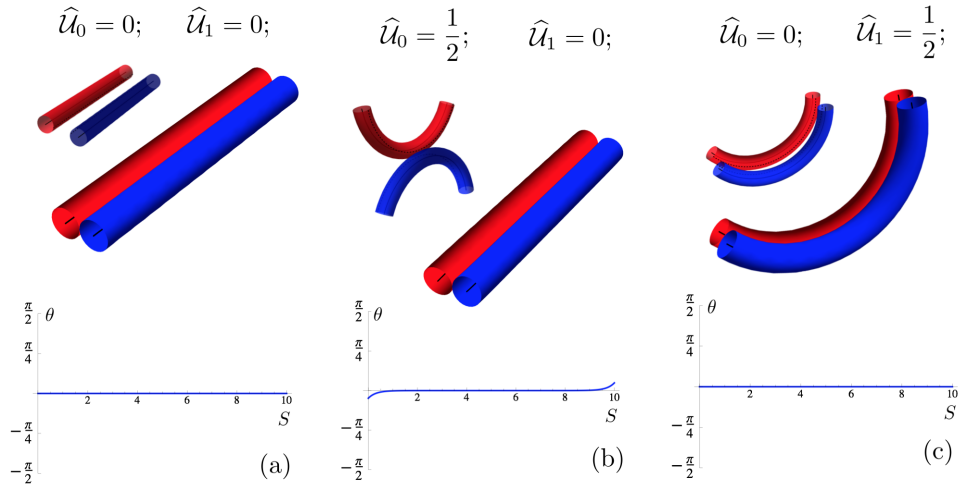 𝒰̂₀ = 0; 𝒰̂₁ = 0;
θ
π/2
π/4
2 4 6 8 10
S
−π/4
−π/2
(a)
𝒰̂₀ = 1/2; 𝒰̂₁ = 0;
θ
π/2
π/4
2 4 6 8 10
S
−π/4
−π/2
(b)
𝒰̂₀ = 0; 𝒰̂₁ = 1/2;
θ
π/2
π/4
2 4 6 8 10
S
−π/4
−π/2
(c)